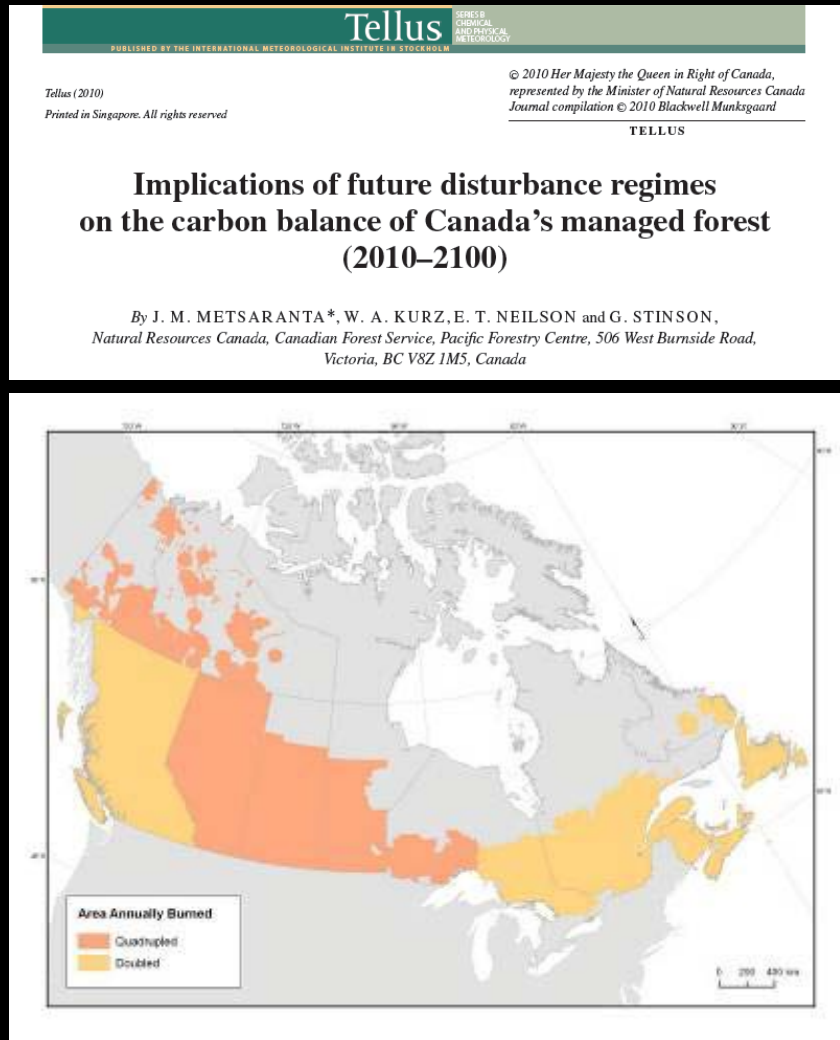 Tellus
SERIES B
CHEMICAL
AND PHYSICAL
METEOROLOGY
PUBLISHED BY THE INTERNATIONAL METEOROLOGICAL INSTITUTE IN STOCKHOLM
Tellus (2010)
Printed in Singapore. All rights reserved
© 2010 Her Majesty the Queen in Right of Canada,
represented by the Minister of Natural Resources Canada
Journal compilation © 2010 Blackwell Munksgaard
TELLUS
Implications of future disturbance regimes
on the carbon balance of Canada’s managed forest
(2010–2100)
By J. M. METSARANTA*, W. A. KURZ, E. T. NEILSON and G. STINSON,
Natural Resources Canada, Canadian Forest Service, Pacific Forestry Centre, 506 West Burnside Road,
Victoria, BC V8Z 1M5, Canada
Area Annually Burned
Quadrupled
Doubled
0 200 400 km